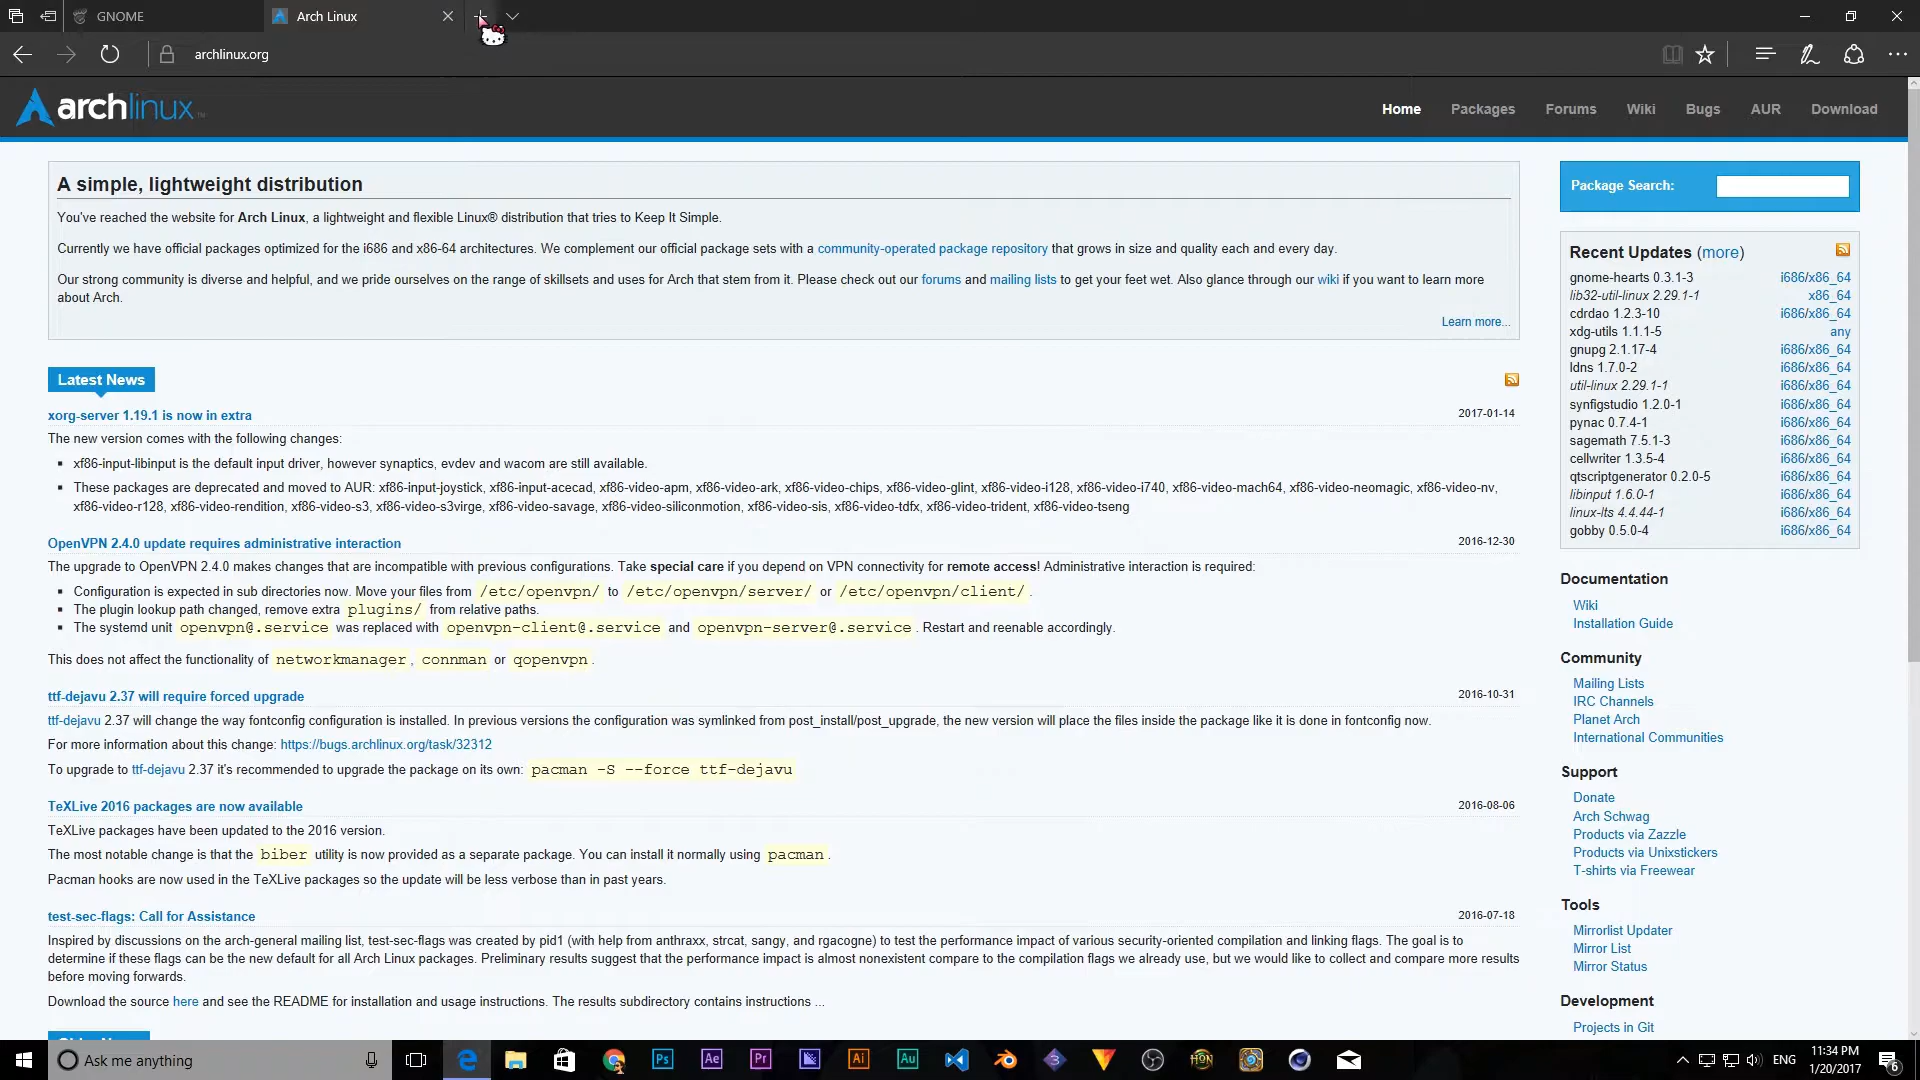 GNOME
Arch Linux
archlinux.org
archlinux™
Home
Packages
Forums
Wiki
Bugs
AUR
Download
A simple, lightweight distribution
You've reached the website for Arch Linux, a lightweight and flexible Linux® distribution that tries to Keep It Simple.
Currently we have official packages optimized for the i686 and x86-64 architectures. We complement our official package sets with a community-operated package repository that grows in size and quality each and every day.
Our strong community is diverse and helpful, and we pride ourselves on the range of skillsets and uses for Arch that stem from it. Please check out our forums and mailing lists to get your feet wet. Also glance through our wiki if you want to learn more
about Arch.
Learn more...
Latest News
xorg-server 1.19.1 is now in extra
2017-01-14
The new version comes with the following changes:
▪ xf86-input-libinput is the default input driver, however synaptics, evdev and wacom are still available.
▪ These packages are deprecated and moved to AUR: xf86-input-joystick, xf86-input-acecad, xf86-video-apm, xf86-video-ark, xf86-video-chips, xf86-video-glint, xf86-video-i128, xf86-video-i740, xf86-video-mach64, xf86-video-neomagic, xf86-video-nv,
xf86-video-r128, xf86-video-rendition, xf86-video-s3, xf86-video-s3virge, xf86-video-savage, xf86-video-siliconmotion, xf86-video-sis, xf86-video-tdfx, xf86-video-trident, xf86-video-tseng
OpenVPN 2.4.0 update requires administrative interaction
2016-12-30
The upgrade to OpenVPN 2.4.0 makes changes that are incompatible with previous configurations. Take special care if you depend on VPN connectivity for remote access! Administrative interaction is required:
▪ Configuration is expected in sub directories now. Move your files from /etc/openvpn/ to /etc/openvpn/server/ or /etc/openvpn/client/ .
▪ The plugin lookup path changed, remove extra plugins/ from relative paths.
▪ The systemd unit openvpn@.service was replaced with openvpn-client@.service and openvpn-server@.service . Restart and reenable accordingly.
This does not affect the functionality of networkmanager , connman or qopenvpn .
ttf-dejavu 2.37 will require forced upgrade
2016-10-31
ttf-dejavu 2.37 will change the way fontconfig configuration is installed. In previous versions the configuration was symlinked from post_install/post_upgrade, the new version will place the files inside the package like it is done in fontconfig now.
For more information about this change: https://bugs.archlinux.org/task/32312
To upgrade to ttf-dejavu 2.37 it's recommended to upgrade the package on its own: pacman -S --force ttf-dejavu
TeXLive 2016 packages are now available
2016-08-06
TeXLive packages have been updated to the 2016 version.
The most notable change is that the biber utility is now provided as a separate package. You can install it normally using pacman .
Pacman hooks are now used in the TeXLive packages so the update will be less verbose than in past years.
test-sec-flags: Call for Assistance
2016-07-18
Inspired by discussions on the arch-general mailing list, test-sec-flags was created by pid1 (with help from anthraxx, strcat, sangy, and rgacogne) to test the performance impact of various security-oriented compilation and linking flags. The goal is to
determine if these flags can be the new default for all Arch Linux packages. Preliminary results suggest that the performance impact is almost nonexistent compare to the compilation flags we already use, but we would like to collect and compare more results
before moving forwards.
Download the source here and see the README for installation and usage instructions. The results subdirectory contains instructions ...
Package Search:
Recent Updates (more)
gnome-hearts 0.3.1-3 i686/x86_64
lib32-util-linux 2.29.1-1 x86_64
cdrdao 1.2.3-10 i686/x86_64
xdg-utils 1.1.1-5 any
gnupg 2.1.17-4 i686/x86_64
ldns 1.7.0-2 i686/x86_64
util-linux 2.29.1-1 i686/x86_64
synfigstudio 1.2.0-1 i686/x86_64
pynac 0.7.4-1 i686/x86_64
sagemath 7.5.1-3 i686/x86_64
cellwriter 1.3.5-4 i686/x86_64
qtscriptgenerator 0.2.0-5 i686/x86_64
libinput 1.6.0-1 i686/x86_64
linux-lts 4.4.44-1 i686/x86_64
gobby 0.5.0-4 i686/x86_64
Documentation
Wiki
Installation Guide
Community
Mailing Lists
IRC Channels
Planet Arch
International Communities
Support
Donate
Arch Schwag
Products via Zazzle
Products via Unixstickers
T-shirts via Freewear
Tools
Mirrorlist Updater
Mirror List
Mirror Status
Development
Projects in Git
Ask me anything
Ps
Ae
Pr
Ai
Au
3
HON
ENG
11:34 PM
1/20/2017
6